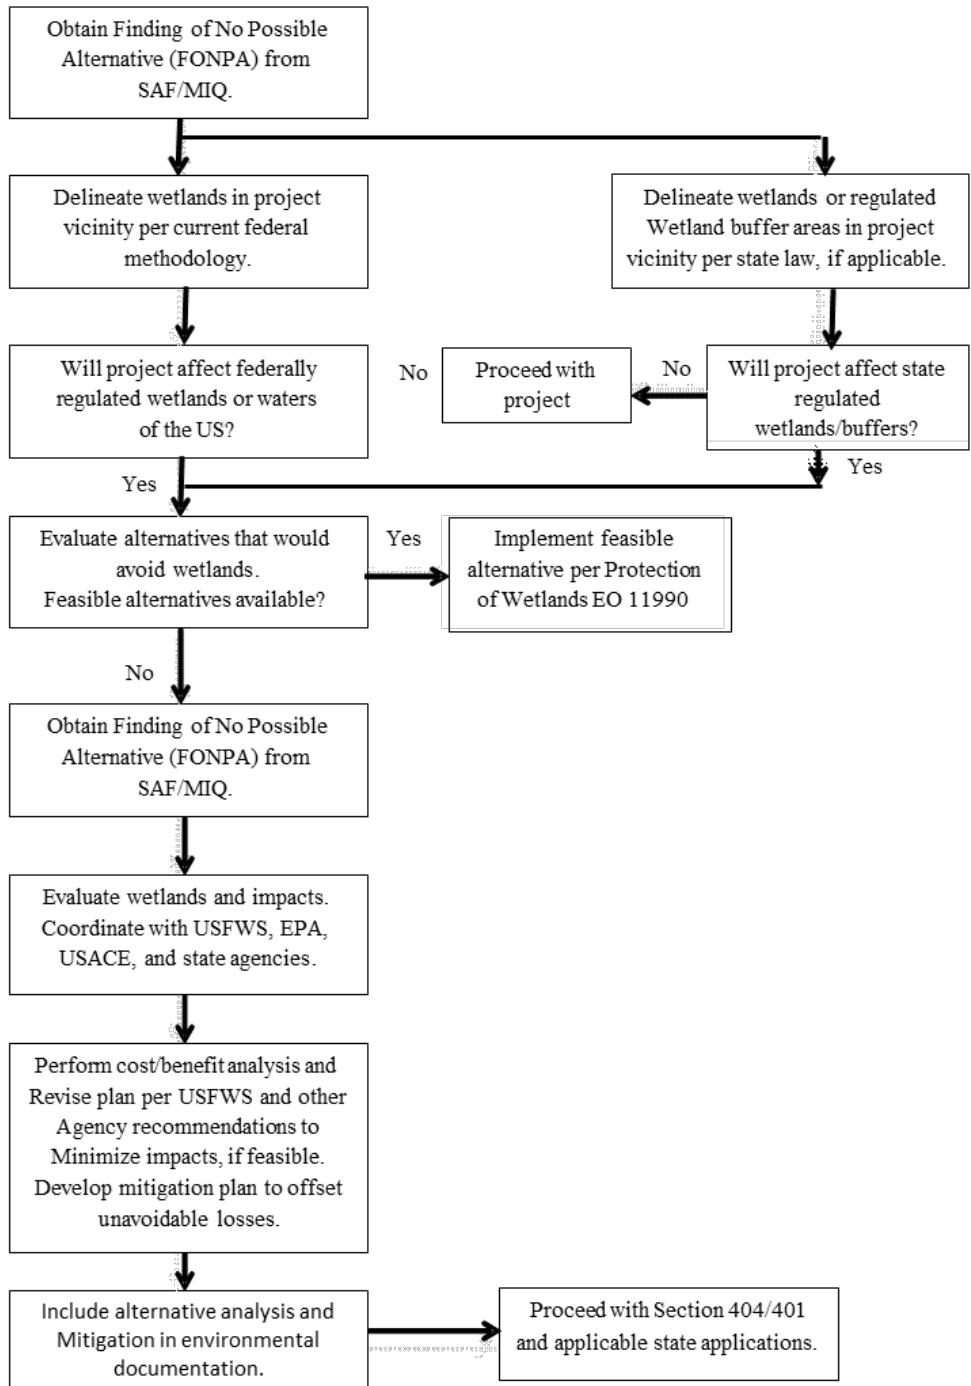 Obtain Finding of No Possible
Alternative (FONPA) from
SAF/MIQ.
Delineate wetlands in project
vicinity per current federal
methodology.
Delineate wetlands or regulated
Wetland buffer areas in project
vicinity per state law, if applicable.
Will project affect federally
regulated wetlands or waters
of the US?
No
Proceed with
project
No
Will project affect state
regulated
wetlands/buffers?
Yes
Yes
Evaluate alternatives that would
avoid wetlands.
Feasible alternatives available?
Yes
Implement feasible
alternative per Protection
of Wetlands EO 11990
No
Obtain Finding of No Possible
Alternative (FONPA) from
SAF/MIQ.
Evaluate wetlands and impacts.
Coordinate with USFWS, EPA,
USACE, and state agencies.
Perform cost/benefit analysis and
Revise plan per USFWS and other
Agency recommendations to
Minimize impacts, if feasible.
Develop mitigation plan to offset
unavoidable losses.
Include alternative analysis and
Mitigation in environmental
documentation.
Proceed with Section 404/401
and applicable state applications.